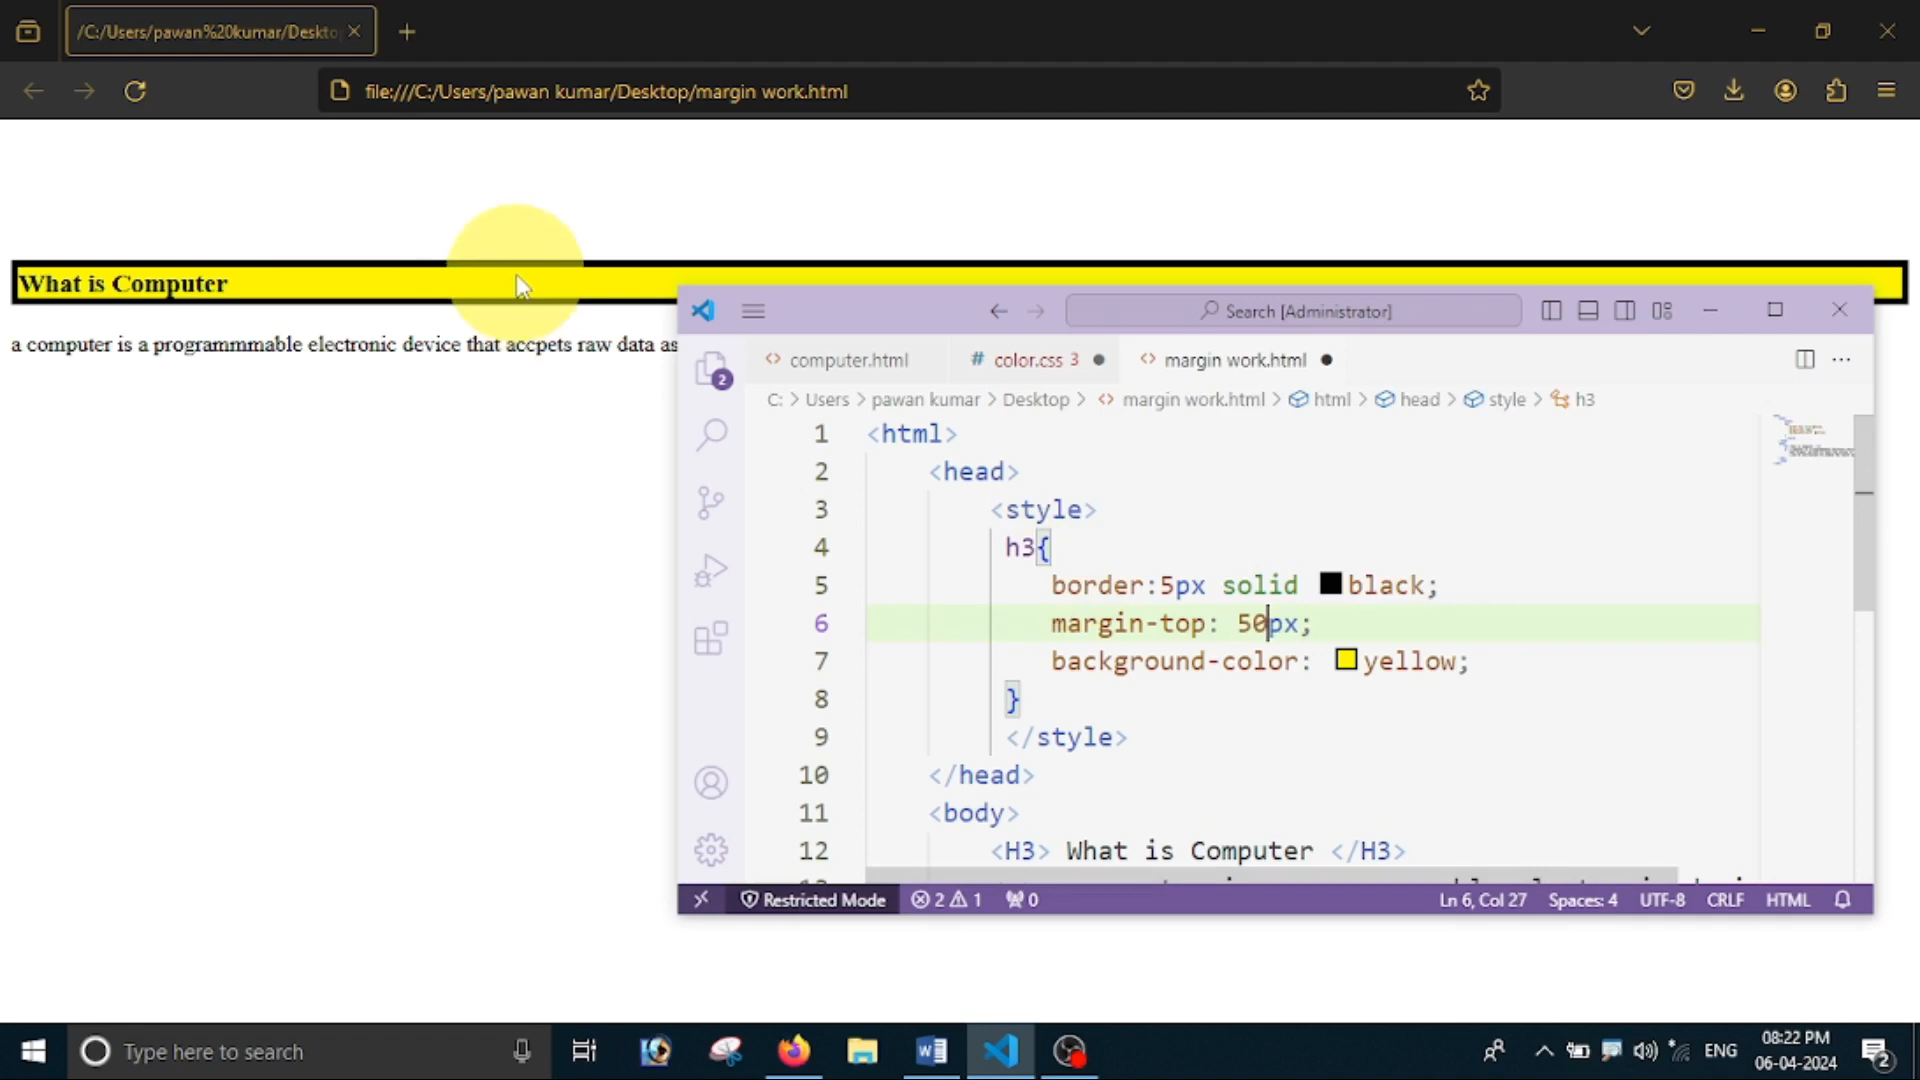 /C:/Users/pawan%20kumar/Deskto
file:///C:/Users/pawan kumar/Desktop/margin work.html
What is Computer
a computer is a programmmable electronic device that accpets raw data as
Search [Administrator]
computer.html
# color.css 3
margin work.html
2
C: > Users > pawan kumar > Desktop > margin work.html > html > head > style > h3
1 <html>
2 <head>
3 <style>
4 h3{
5 border:5px solid black;
6 margin-top: 50px;
7 background-color: yellow;
8 }
9 </style>
10 </head>
11 <body>
12 <H3> What is Computer </H3>
Restricted Mode
2 1
0
Ln 6, Col 27
Spaces: 4
UTF-8
CRLF
HTML
Type here to search
ENG
08:22 PM
06-04-2024
2